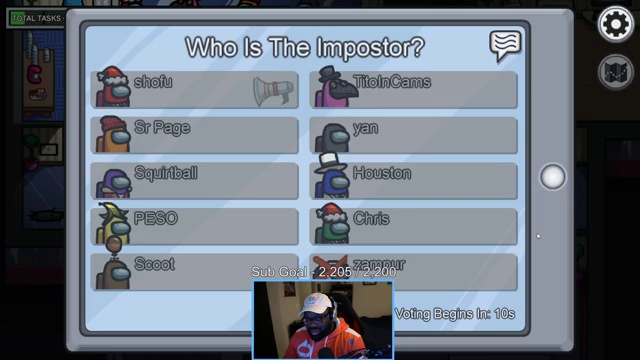 TOTAL TASKS
Who Is The Impostor?
shofu
TitoInCams
Sr Page
yan
Squirtball
Houston
PESO
Chris
Scoot
zampur
Sub Goal - 2,205 / 2,200
Voting Begins In: 10s